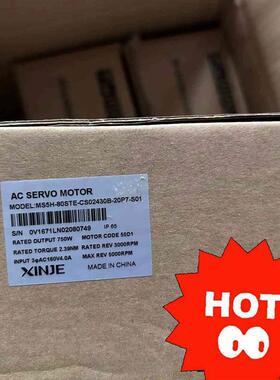 AC SERVO MOTOR
MODEL:MS5H-80STE-CS02430B-20P7-S01
S/N 0V1671LN02080749 IP 65
RATED OUTPUT 750W MOTOR CODE 50D1
RATED TORQUE 2.39NM RATED REV 3000RPM
INPUT 3φAC160V4.0A MAX REV 5000RPM
XINJE MADE IN CHINA
HOT